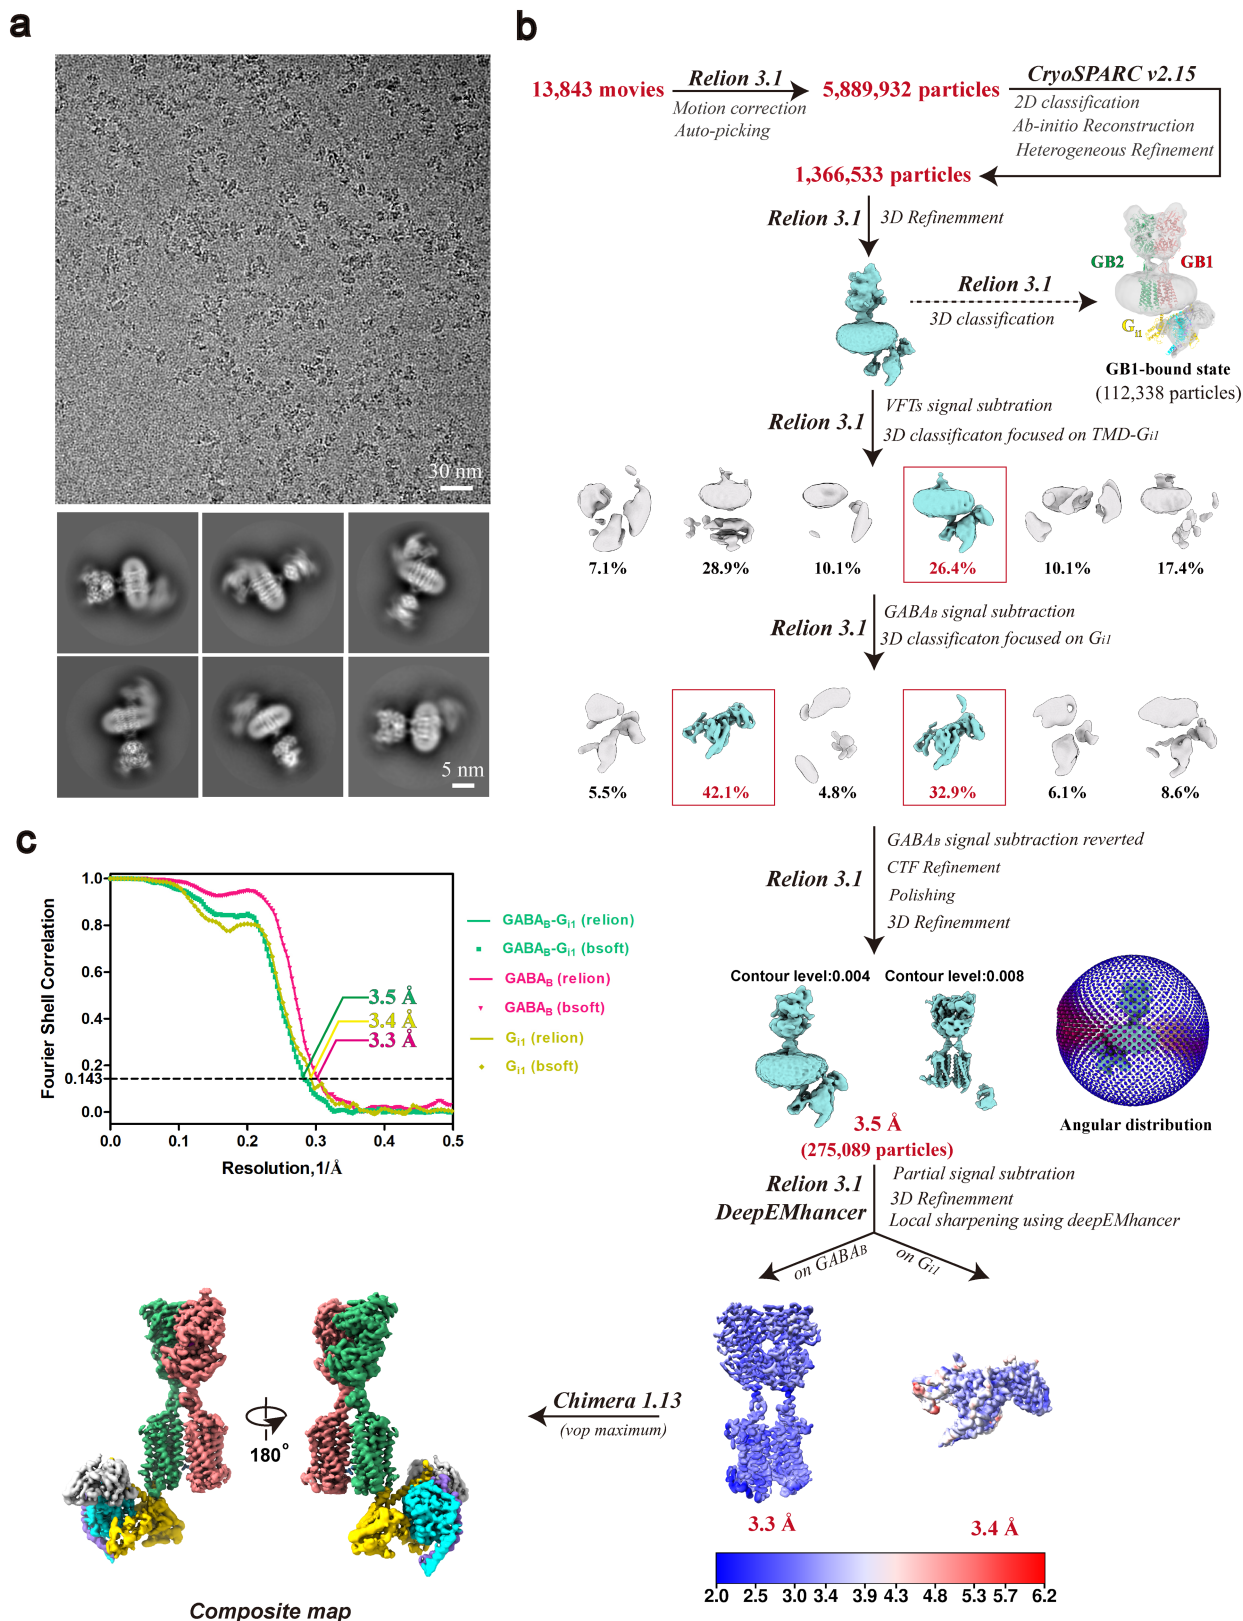 a
30 nm
5 nm
b
13,843 movies
Relion 3.1
Motion correction
Auto-picking
5,889,932 particles
CryoSPARC v2.15
2D classification
Ab-initio Reconstruction
Heterogeneous Refinement
1,366,533 particles
Relion 3.1
3D Refinemment
Relion 3.1
3D classification
GB2
GB1
Gi1
GB1-bound state
(112,338 particles)
Relion 3.1
VFTs signal subtration
3D classificaton focused on TMD-Gi1
7.1%
28.9%
10.1%
26.4%
10.1%
17.4%
Relion 3.1
GABAB signal subtraction
3D classificaton focused on Gi1
5.5%
42.1%
4.8%
32.9%
6.1%
8.6%
Relion 3.1
GABAB signal subtraction reverted
CTF Refinement
Polishing
3D Refinemment
Contour level:0.004
Contour level:0.008
3.5 Å
(275,089 particles)
Angular distribution
Relion 3.1
DeepEMhancer
Partial signal subtration
3D Refinemment
Local sharpening using deepEMhancer
on GABAB
on Gi1
3.3 Å
3.4 Å
2.0 2.5 3.0 3.4 3.9 4.3 4.8 5.3 5.7 6.2
Chimera 1.13
(vop maximum)
180°
Composite map
c
Fourier Shell Correlation
1.0
0.8
0.6
0.4
0.2
0.143
0.0
0.0 0.1 0.2 0.3 0.4 0.5
Resolution,1/Å
3.5 Å
3.4 Å
3.3 Å
GABAB-Gi1 (relion)
GABAB-Gi1 (bsoft)
GABAB (relion)
GABAB (bsoft)
Gi1 (relion)
Gi1 (bsoft)